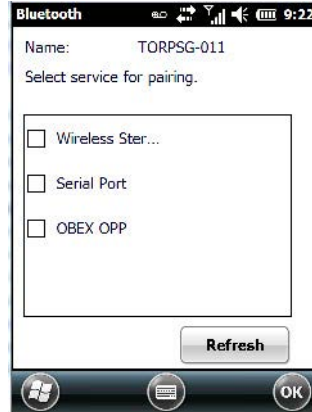 Bluetooth 9:22
Name: TORPSG-011
Select service for pairing.
Wireless Ster...
Serial Port
OBEX OPP
Refresh
OK